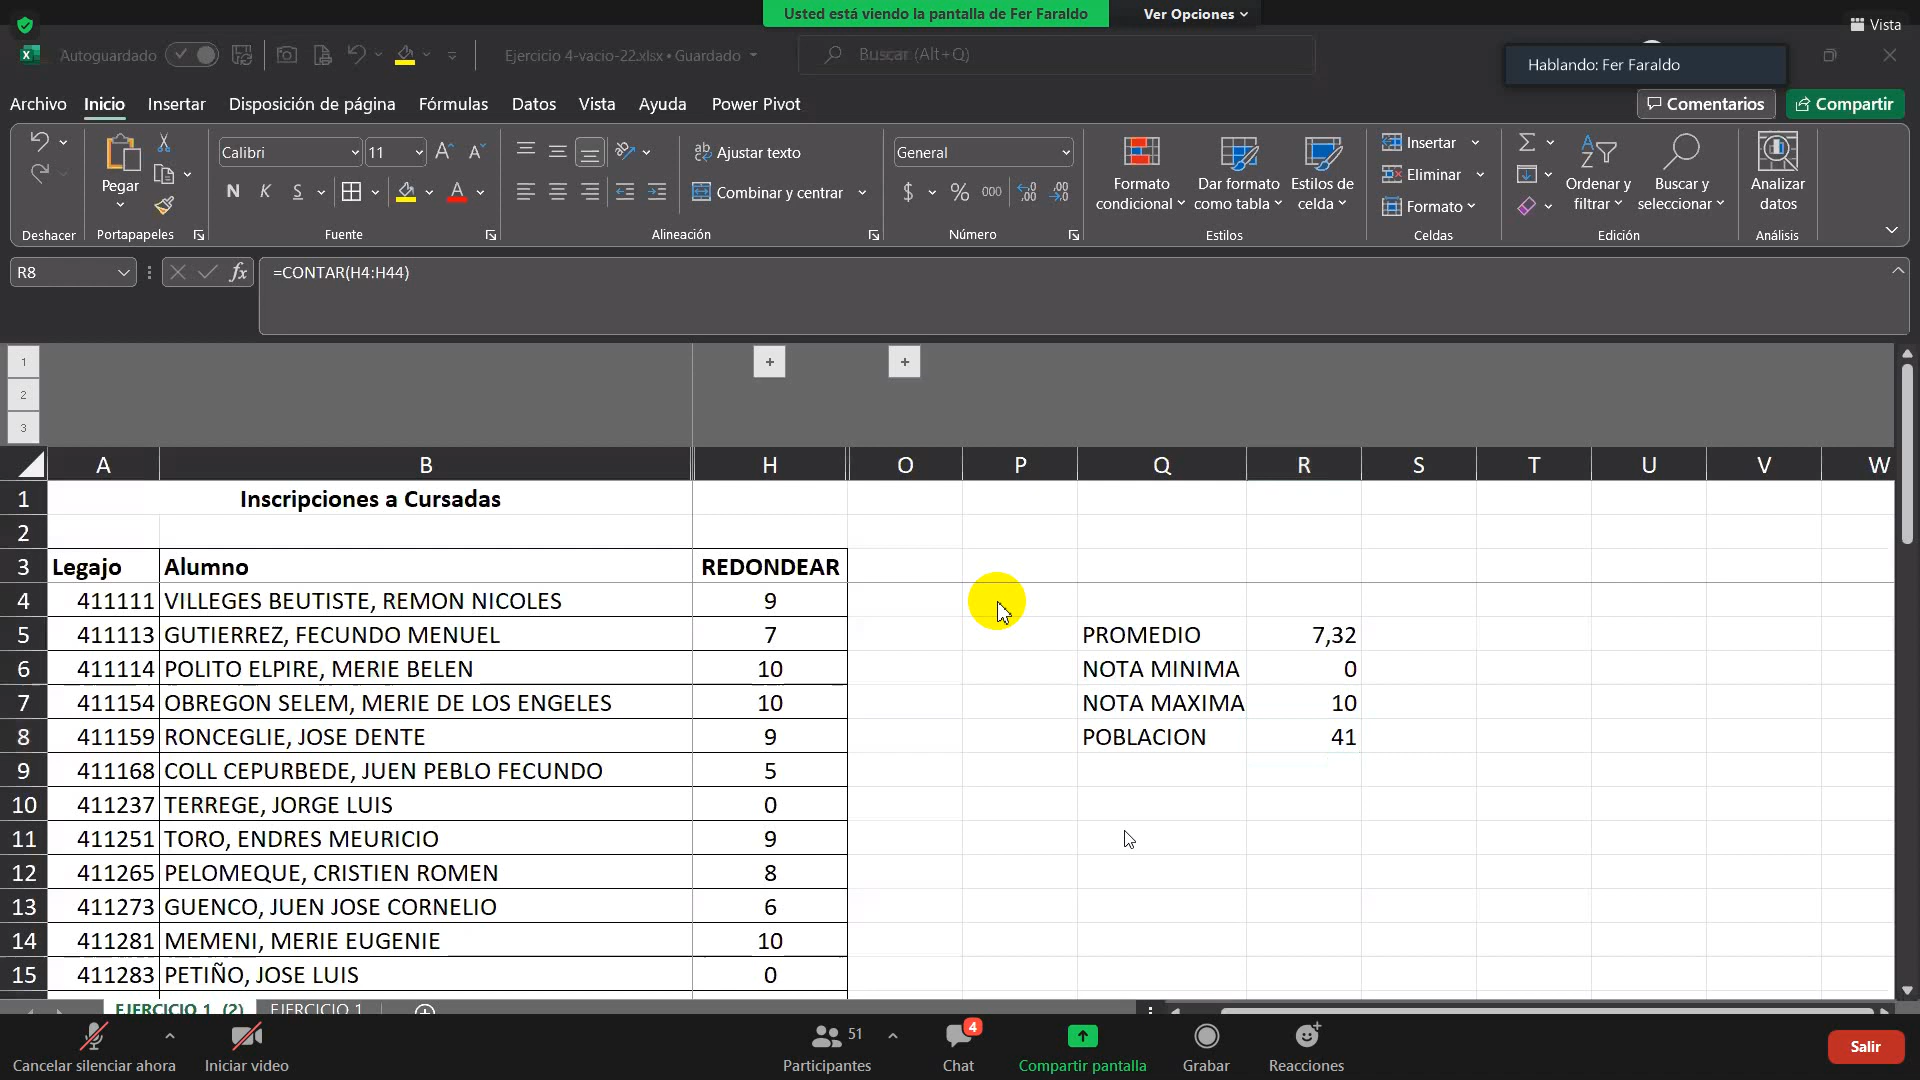 Usted está viendo la pantalla de Fer Faraldo
Ver Opciones
Vista
Autoguardado
Ejercicio 4-vacio-22.xlsx • Guardado
Buscar (Alt+Q)
Hablando: Fer Faraldo
Archivo Inicio Insertar Disposición de página Fórmulas Datos Vista Ayuda Power Pivot
Comentarios
Compartir
Pegar
Calibri 11
N K S
Ajustar texto
Combinar y centrar
General
$ % 000
Formato condicional
Dar formato como tabla
Estilos de celda
Insertar
Eliminar
Formato
Ordenar y filtrar
Buscar y seleccionar
Analizar datos
Deshacer Portapapeles Fuente Alineación Número Estilos Celdas Edición Análisis
R8
fx
=CONTAR(H4:H44)
1
2
3
A B H O P Q R S T U V W
1 Inscripciones a Cursadas
2
3 Legajo Alumno REDONDEAR
4 411111 VILLEGES BEUTISTE, REMON NICOLES 9
5 411113 GUTIERREZ, FECUNDO MENUEL 7 PROMEDIO 7,32
6 411114 POLITO ELPIRE, MERIE BELEN 10 NOTA MINIMA 0
7 411154 OBREGON SELEM, MERIE DE LOS ENGELES 10 NOTA MAXIMA 10
8 411159 RONCEGLIE, JOSE DENTE 9 POBLACION 41
9 411168 COLL CEPURBEDE, JUEN PEBLO FECUNDO 5
10 411237 TERREGE, JORGE LUIS 0
11 411251 TORO, ENDRES MEURICIO 9
12 411265 PELOMEQUE, CRISTIEN ROMEN 8
13 411273 GUENCO, JUEN JOSE CORNELIO 6
14 411281 MEMENI, MERIE EUGENIE 10
15 411283 PETIÑO, JOSE LUIS 0
EJERCICIO 1 (2) EJERCICIO 1
51
4
Cancelar silenciar ahora Iniciar video Participantes Chat Compartir pantalla Grabar Reacciones
Salir